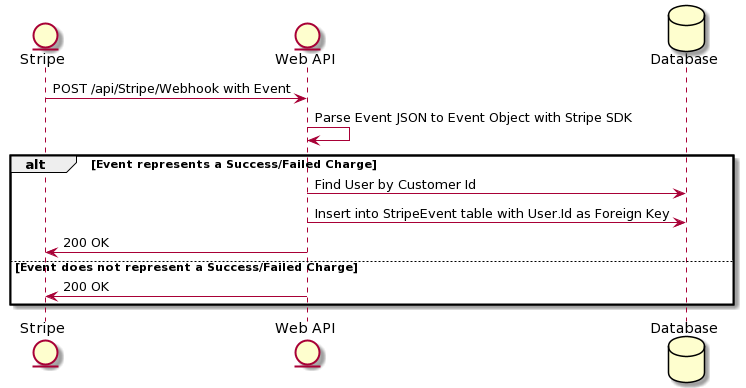 Stripe
Web API
Database
POST /api/Stripe/Webhook with Event
Parse Event JSON to Event Object with Stripe SDK
alt
[Event represents a Success/Failed Charge]
Find User by Customer Id
Insert into StripeEvent table with User.Id as Foreign Key
200 OK
[Event does not represent a Success/Failed Charge]
200 OK
Stripe
Web API
Database